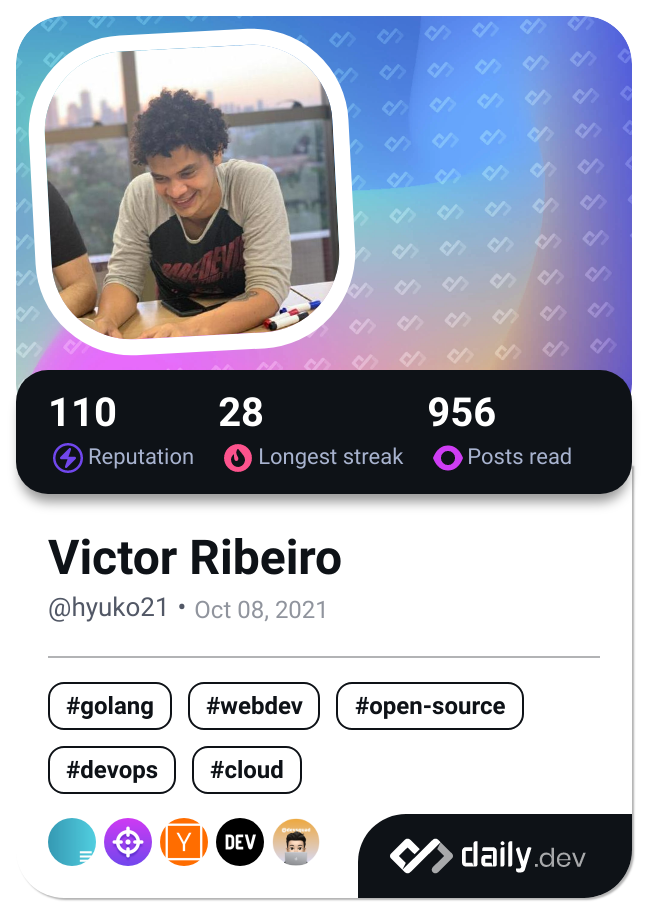 DAREDEVIL
110
28
956
Reputation
Longest streak
Posts read
Victor Ribeiro
@hyuko21 • Oct 08, 2021
#golang
#webdev
#open-source
#devops
#cloud
Y
DEV
daily.dev